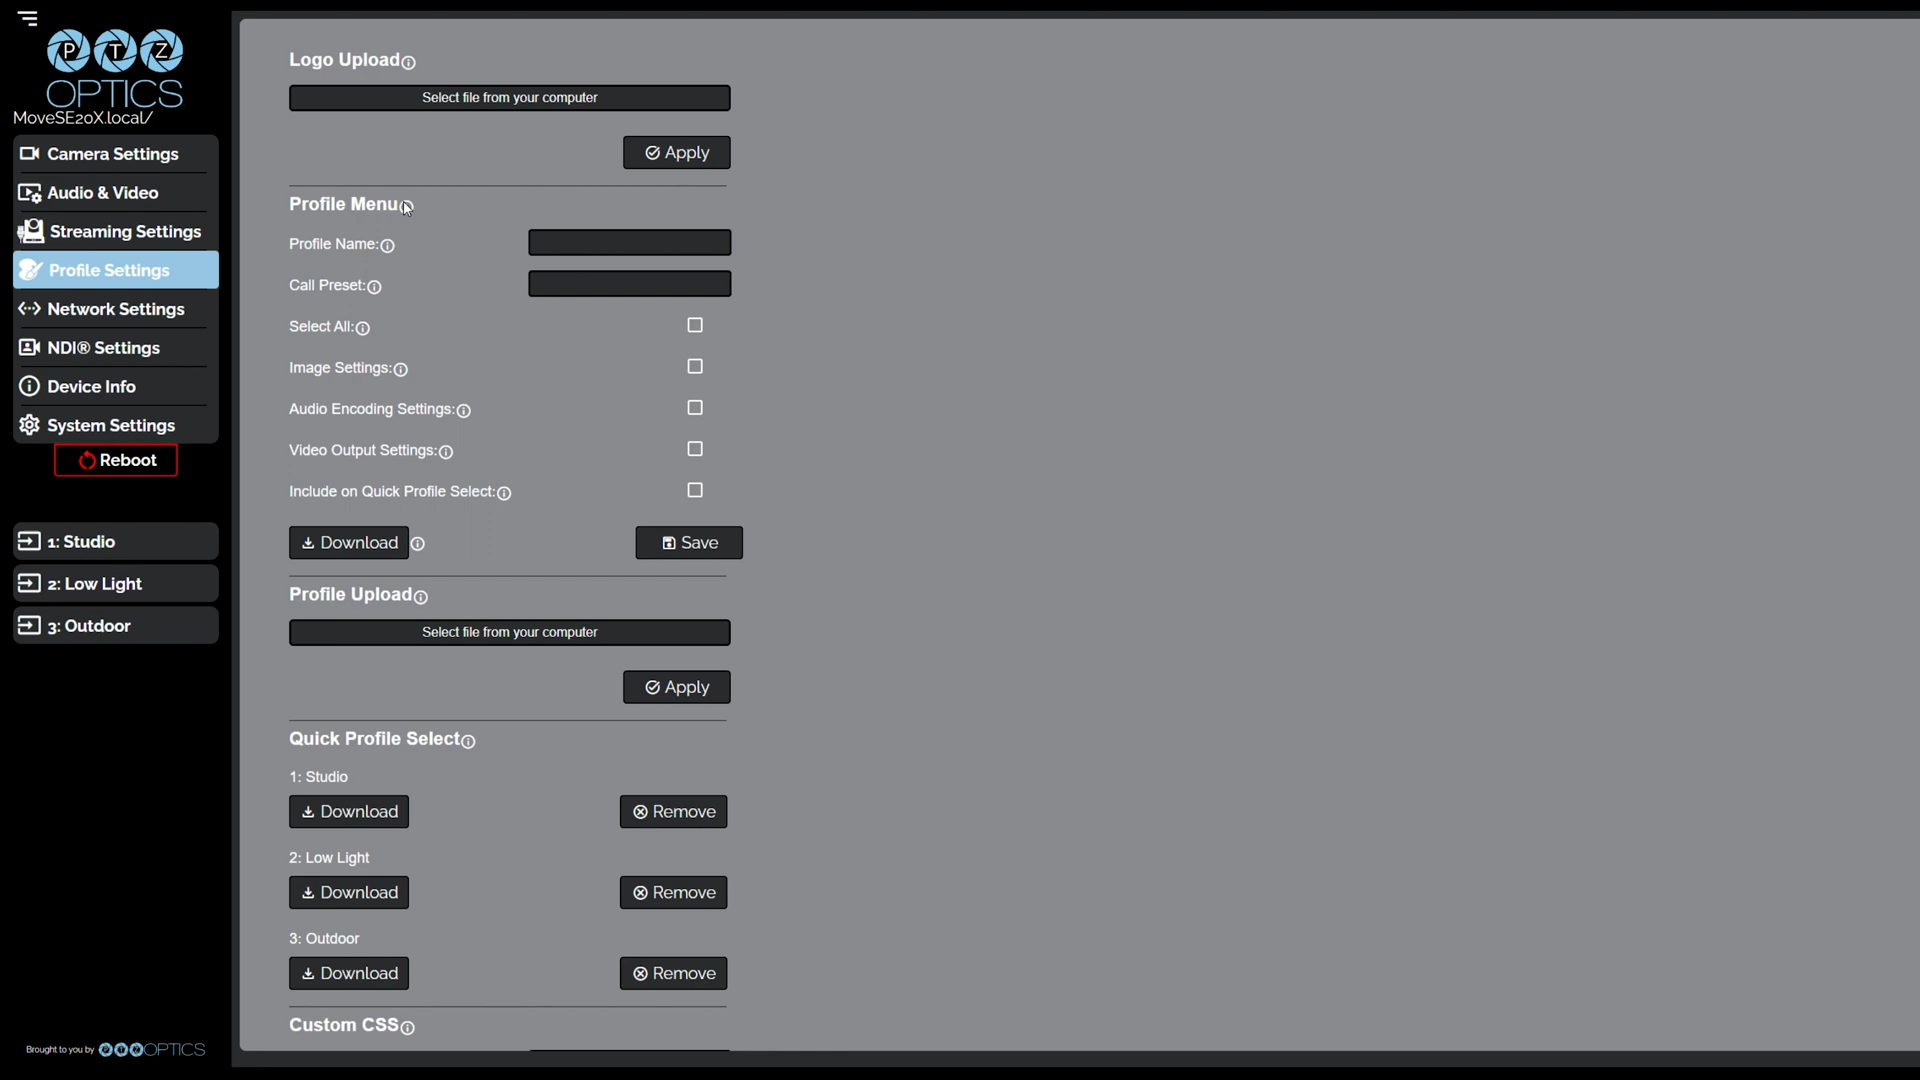 PTZ
OPTICS
MoveSE20X.local/
Camera Settings
Audio & Video
Streaming Settings
Profile Settings
Network Settings
NDI® Settings
Device Info
System Settings
Reboot
1: Studio
2: Low Light
3: Outdoor
Brought to you by PTZOPTICS
Logo Upload
Select file from your computer
Apply
Profile Menu
Profile Name:
Call Preset:
Select All:
Image Settings:
Audio Encoding Settings:
Video Output Settings:
Include on Quick Profile Select:
Download Save
Profile Upload
Select file from your computer
Apply
Quick Profile Select
1: Studio
Download Remove
2: Low Light
Download Remove
3: Outdoor
Download Remove
Custom CSS